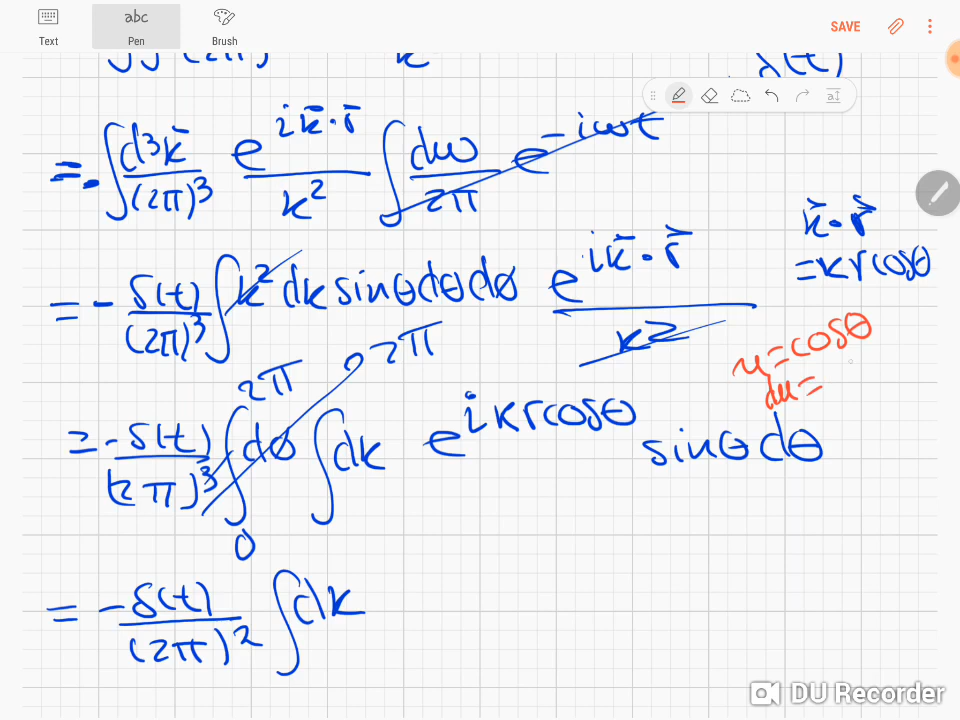 Text
abc
Pen
Brush
SAVE
∫∫∫ (2π) k δ(t)
= - ∫ d³k̄/(2π)³ e^{ik̄·r̄}/k² ∫ dω/2π e^{-iωt}
k⃗·r⃗
= kr cosθ
= - δ(t)/(2π)³ ∫ k² dk sinθ dθ dϕ e^{ik⃗·r⃗}/k²
u = cosθ
du =
2π
2π
= - δ(t)/(2π)³ ∫₀ dϕ ∫ dk e^{ikr cosθ} sinθ dθ
= - δ(t)/(2π)² ∫ dk
DU Recorder